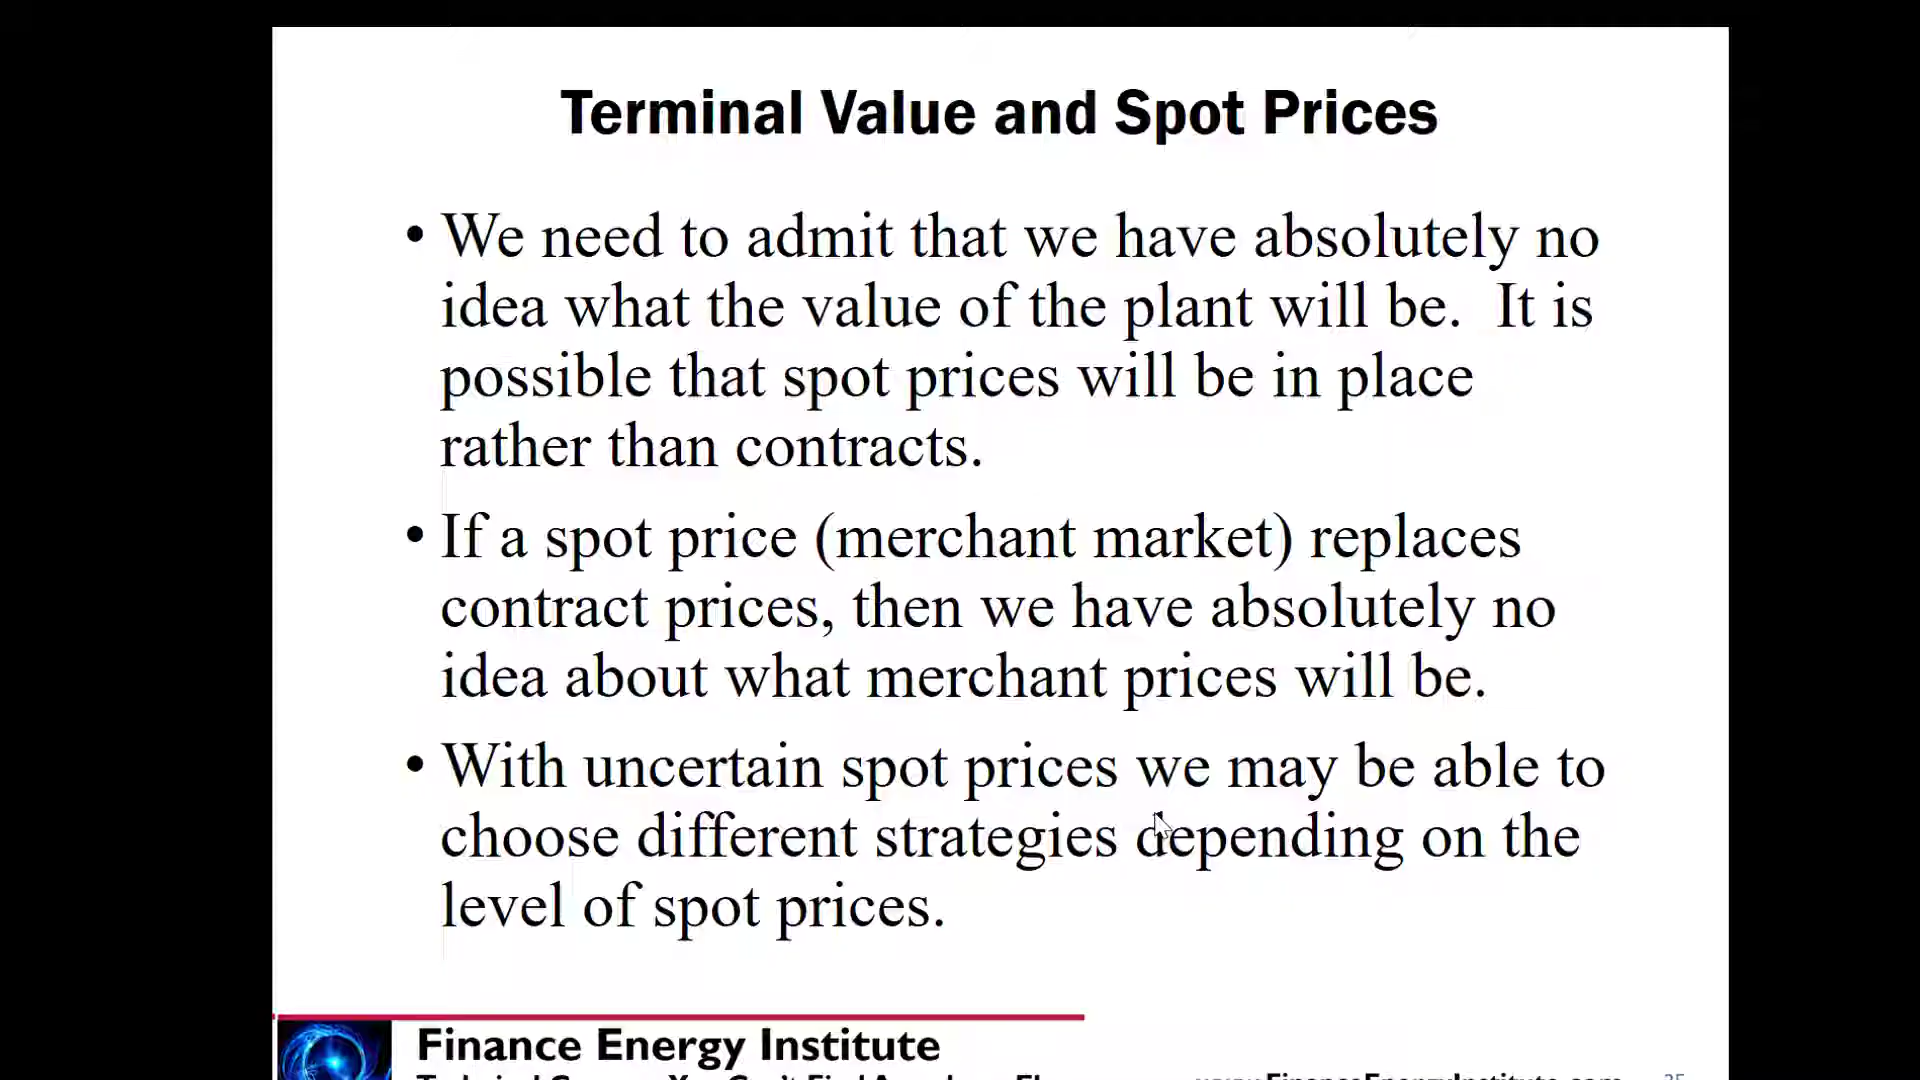 Terminal Value and Spot Prices
• We need to admit that we have absolutely no
idea what the value of the plant will be.  It is
possible that spot prices will be in place
rather than contracts.
• If a spot price (merchant market) replaces
contract prices, then we have absolutely no
idea about what merchant prices will be.
• With uncertain spot prices we may be able to
choose different strategies depending on the
level of spot prices.
Finance Energy Institute
www.FinanceEnergyInstitute.com